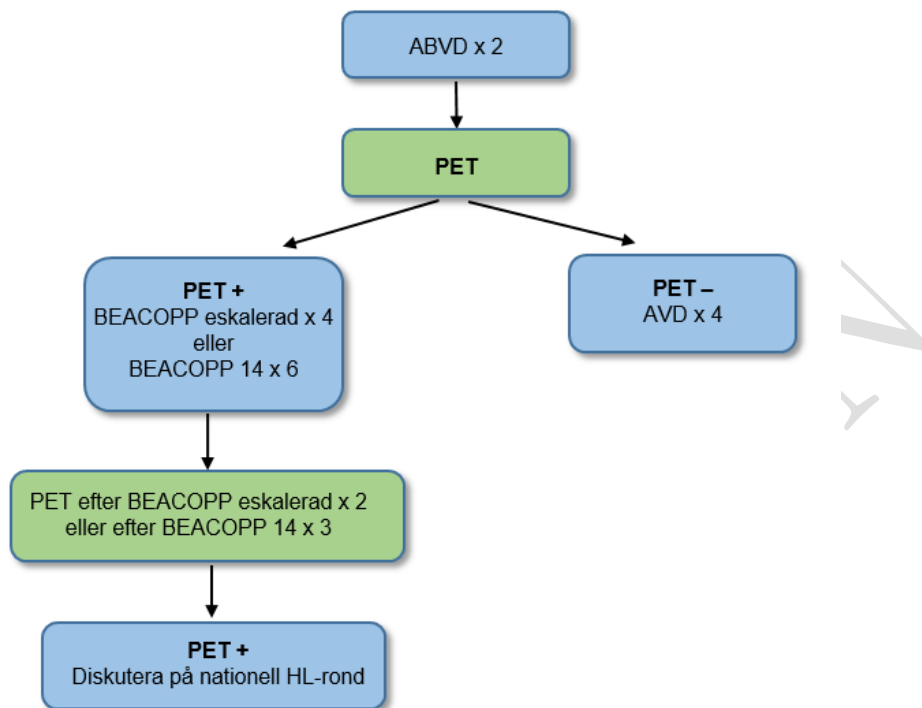 ABVD x 2
PET
PET +
BEACOPP eskalerad x 4
eller
BEACOPP 14 x 6
PET –
AVD x 4
PET efter BEACOPP eskalerad x 2
eller efter BEACOPP 14 x 3
PET +
Diskutera på nationell HL-rond